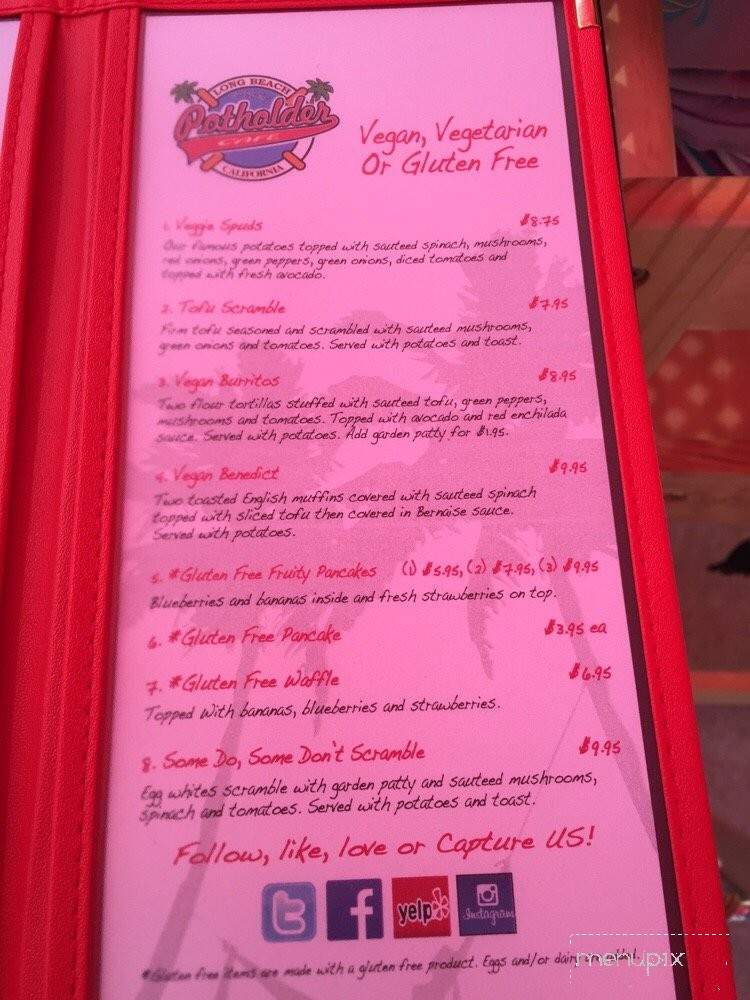 LONG BEACH
Potholder
CAFE
CALIFORNIA
Vegan, Vegetarian
Or Gluten Free
1. Veggie Spuds $8.75
Our famous potatoes topped with sauteed spinach, mushrooms,
red onions, green peppers, green onions, diced tomatoes and
topped with fresh avocado.
2. Tofu Scramble $7.95
Firm tofu seasoned and scrambled with sauteed mushrooms,
green onions and tomatoes. Served with potatoes and toast.
3. Vegan Burritos $8.95
Two flour tortillas stuffed with sauteed tofu, green peppers,
mushrooms and tomatoes. Topped with avocado and red enchilada
sauce. Served with potatoes. Add garden patty for $1.95.
4. Vegan Benedict $9.95
Two toasted English muffins covered with sauteed spinach
topped with sliced tofu then covered in Bernaise sauce.
Served with potatoes.
5. *Gluten Free Fruity Pancakes (1) $5.95, (2) $7.95, (3) $9.95
Blueberries and bananas inside and fresh strawberries on top.
6. *Gluten Free Pancake $3.95 ea
7. *Gluten Free Waffle $6.95
Topped With bananas, blueberries and strawberries.
8. Some Do, Some Don't Scramble $9.95
Egg whites scramble with garden patty and sauteed mushrooms,
spinach and tomatoes. Served with potatoes and toast.
Follow, like, love or Capture US!
yelp
Instagram
*Gluten free items are made with a gluten free product. Eggs and/or
menupix